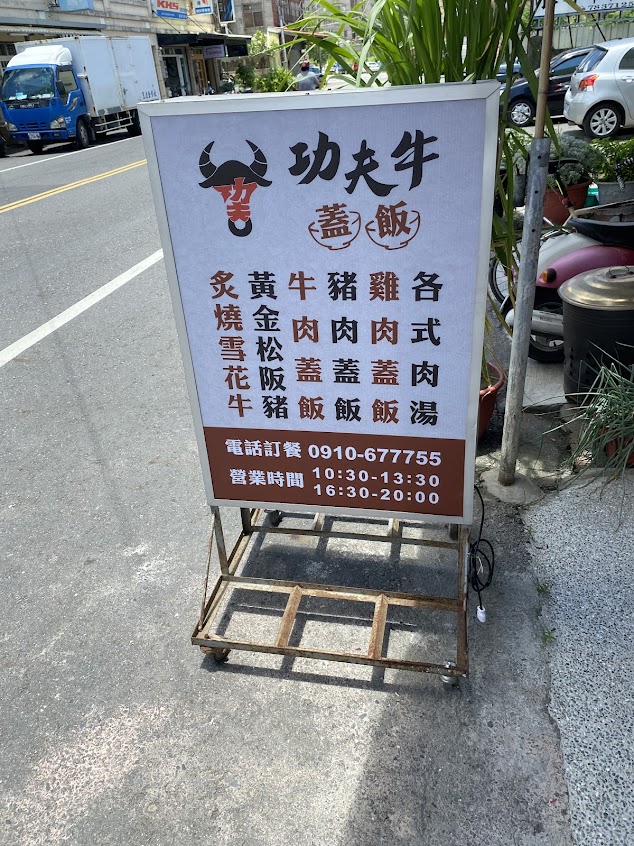 KHS
功夫
功夫牛
蓋飯
炙燒雪花牛
黃金松阪豬
牛肉蓋飯
豬肉蓋飯
雞肉蓋飯
各式肉湯
電話訂餐 0910-677755
營業時間 10:30-13:30
16:30-20:00